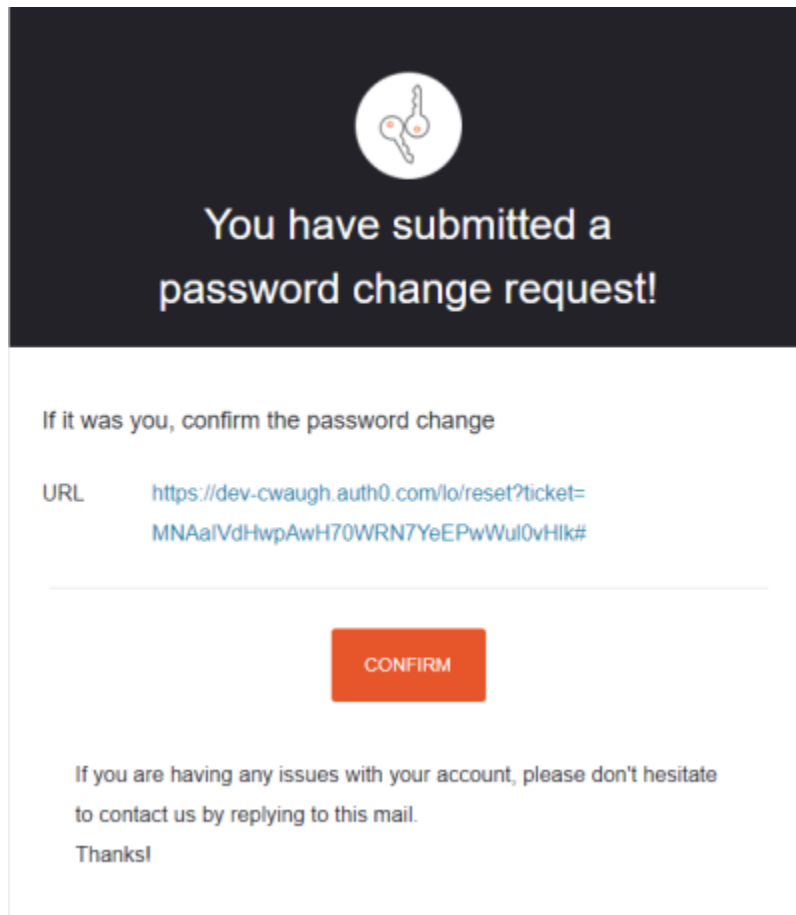 You have submitted a
password change request!
If it was you, confirm the password change
URL https://dev-cwaugh.auth0.com/lo/reset?ticket=
MNAaIVdHwpAwH70WRN7YeEPwWuI0vHIk#
CONFIRM
If you are having any issues with your account, please don't hesitate
to contact us by replying to this mail.
Thanks!